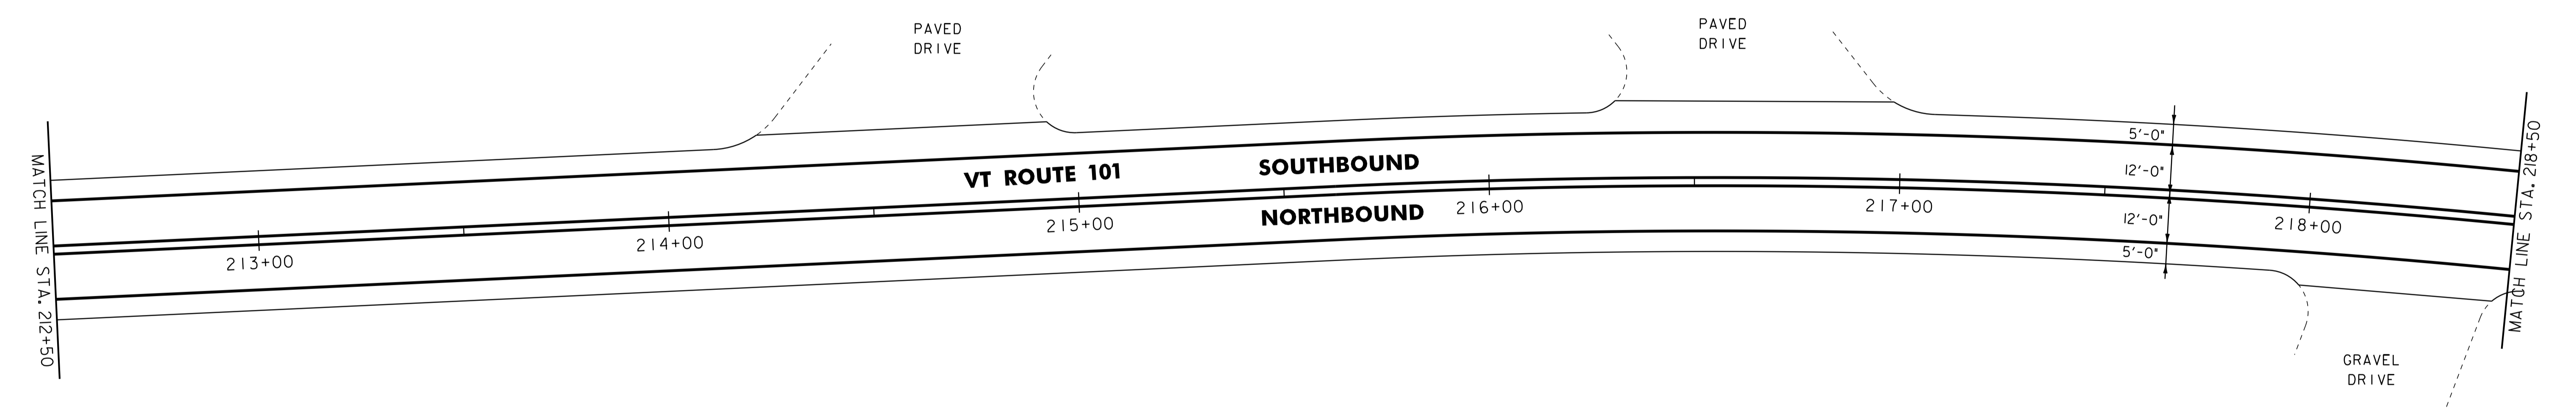 PAVED
DRIVE
PAVED
DRIVE
MATCH LINE STA. 212+50
VT ROUTE 101
SOUTHBOUND
NORTHBOUND
213+00
214+00
215+00
216+00
217+00
218+00
5'-0"
12'-0"
12'-0"
5'-0"
MATCH LINE STA. 218+50
GRAVEL
DRIVE